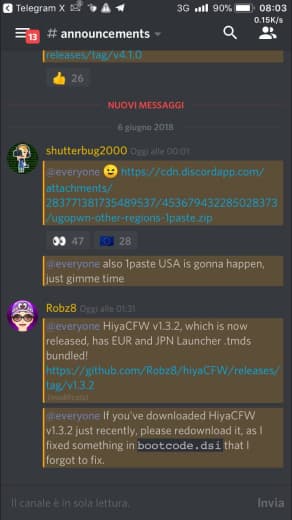 Telegram X 3G 90% 08:03
0.15K/s
13 # announcements
releases/tag/v4.1.0
👍 26
NUOVI MESSAGGI
6 giugno 2018
shutterbug2000 Oggi alle 00:01
@everyone 😉 https://cdn.discordapp.com/
attachments/
283771381735489537/453679432285028373
/ugopwn-other-regions-1paste.zip
👀 47 🇪🇺 28
@everyone also 1paste USA is gonna happen,
just gimme time
Robz8 Oggi alle 01:31
@everyone HiyaCFW v1.3.2, which is now
released, has EUR and JPN Launcher .tmds
bundled!
https://github.com/Robz8/hiyaCFW/releases/
tag/v1.3.2
(modificato)
@everyone If you've downloaded HiyaCFW
v1.3.2 just recently, please redownload it, as I
fixed something in bootcode.dsi that I
forgot to fix.
Il canale è in sola lettura. Invia